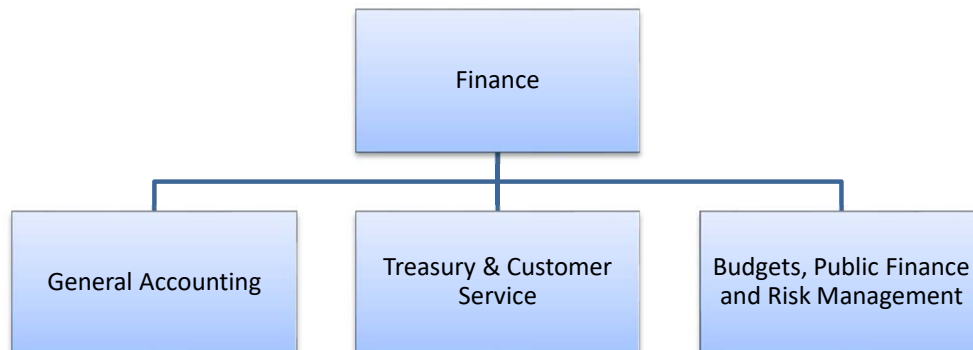 Finance
General Accounting
Treasury & Customer
Service
Budgets, Public Finance
and Risk Management